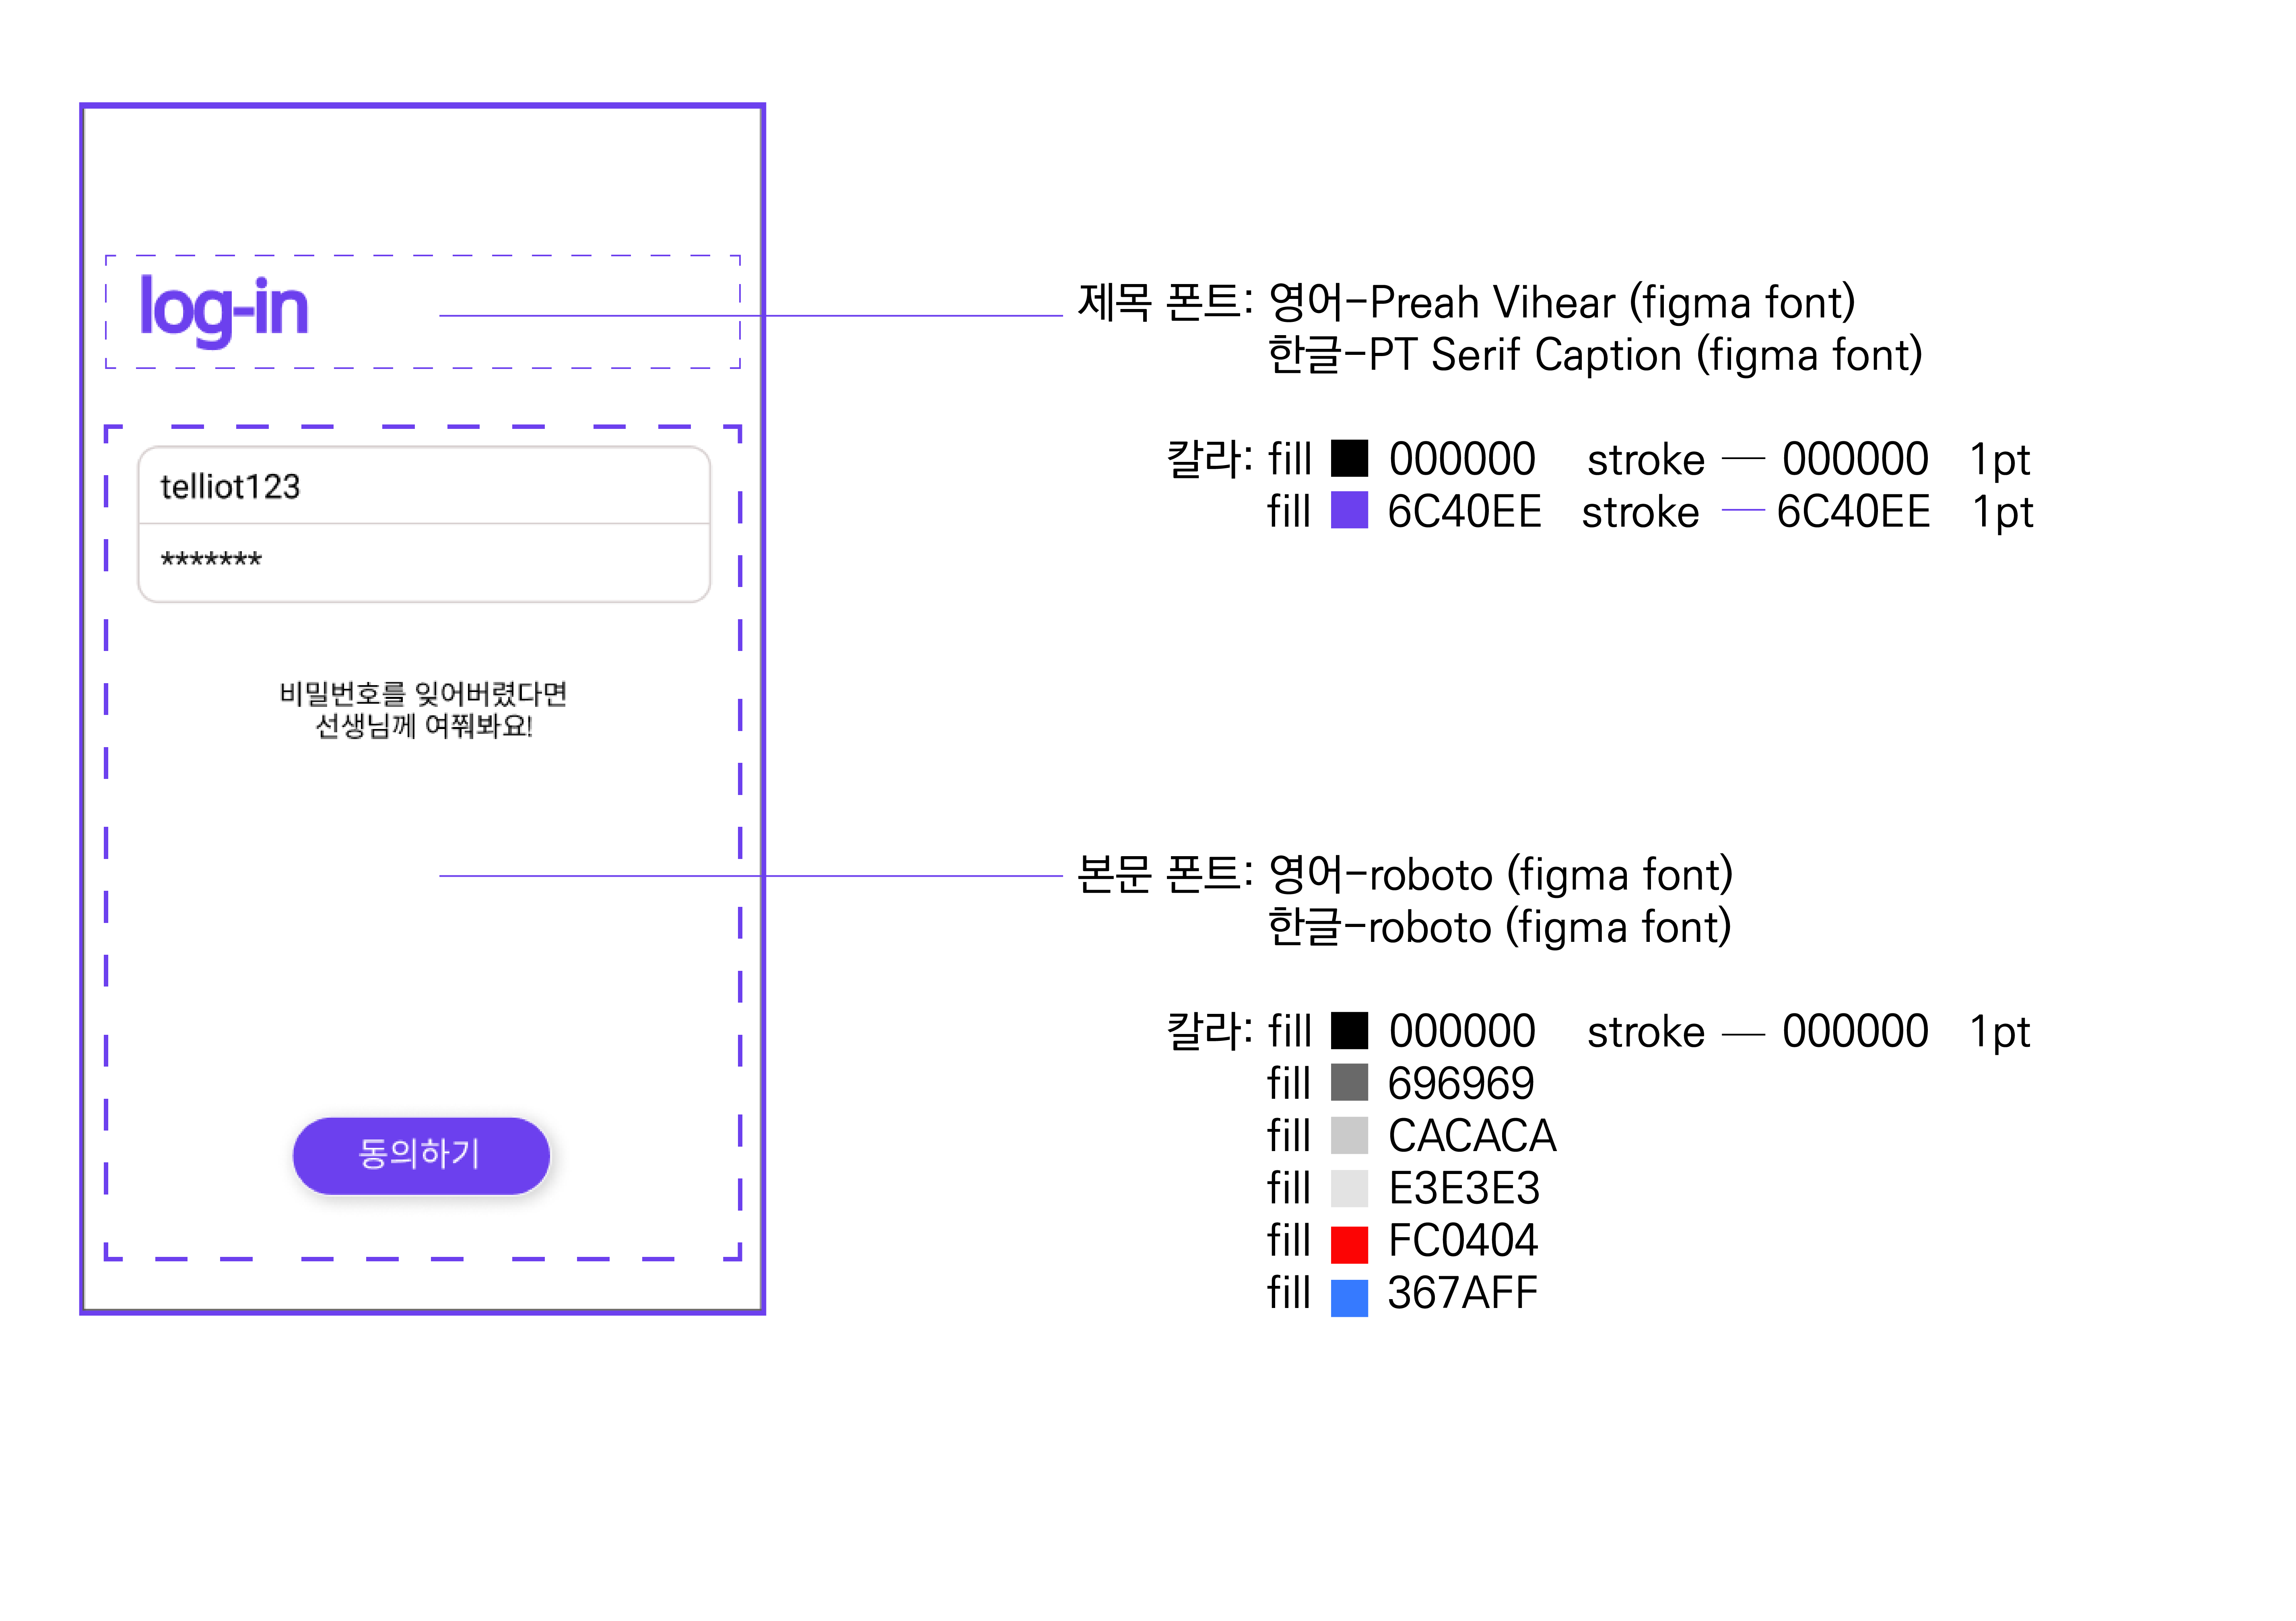 log-in
telliot123
*******
비밀번호를 잊어버렸다면
선생님께 여쭤봐요!
동의하기
제목 폰트: 영어-Preah Vihear (figma font)
한글-PT Serif Caption (figma font)
칼라: fill 000000 stroke 000000 1pt
fill 6C40EE stroke 6C40EE 1pt
본문 폰트: 영어-roboto (figma font)
한글-roboto (figma font)
칼라: fill 000000 stroke 000000 1pt
fill 696969
fill CACACA
fill E3E3E3
fill FC0404
fill 367AFF